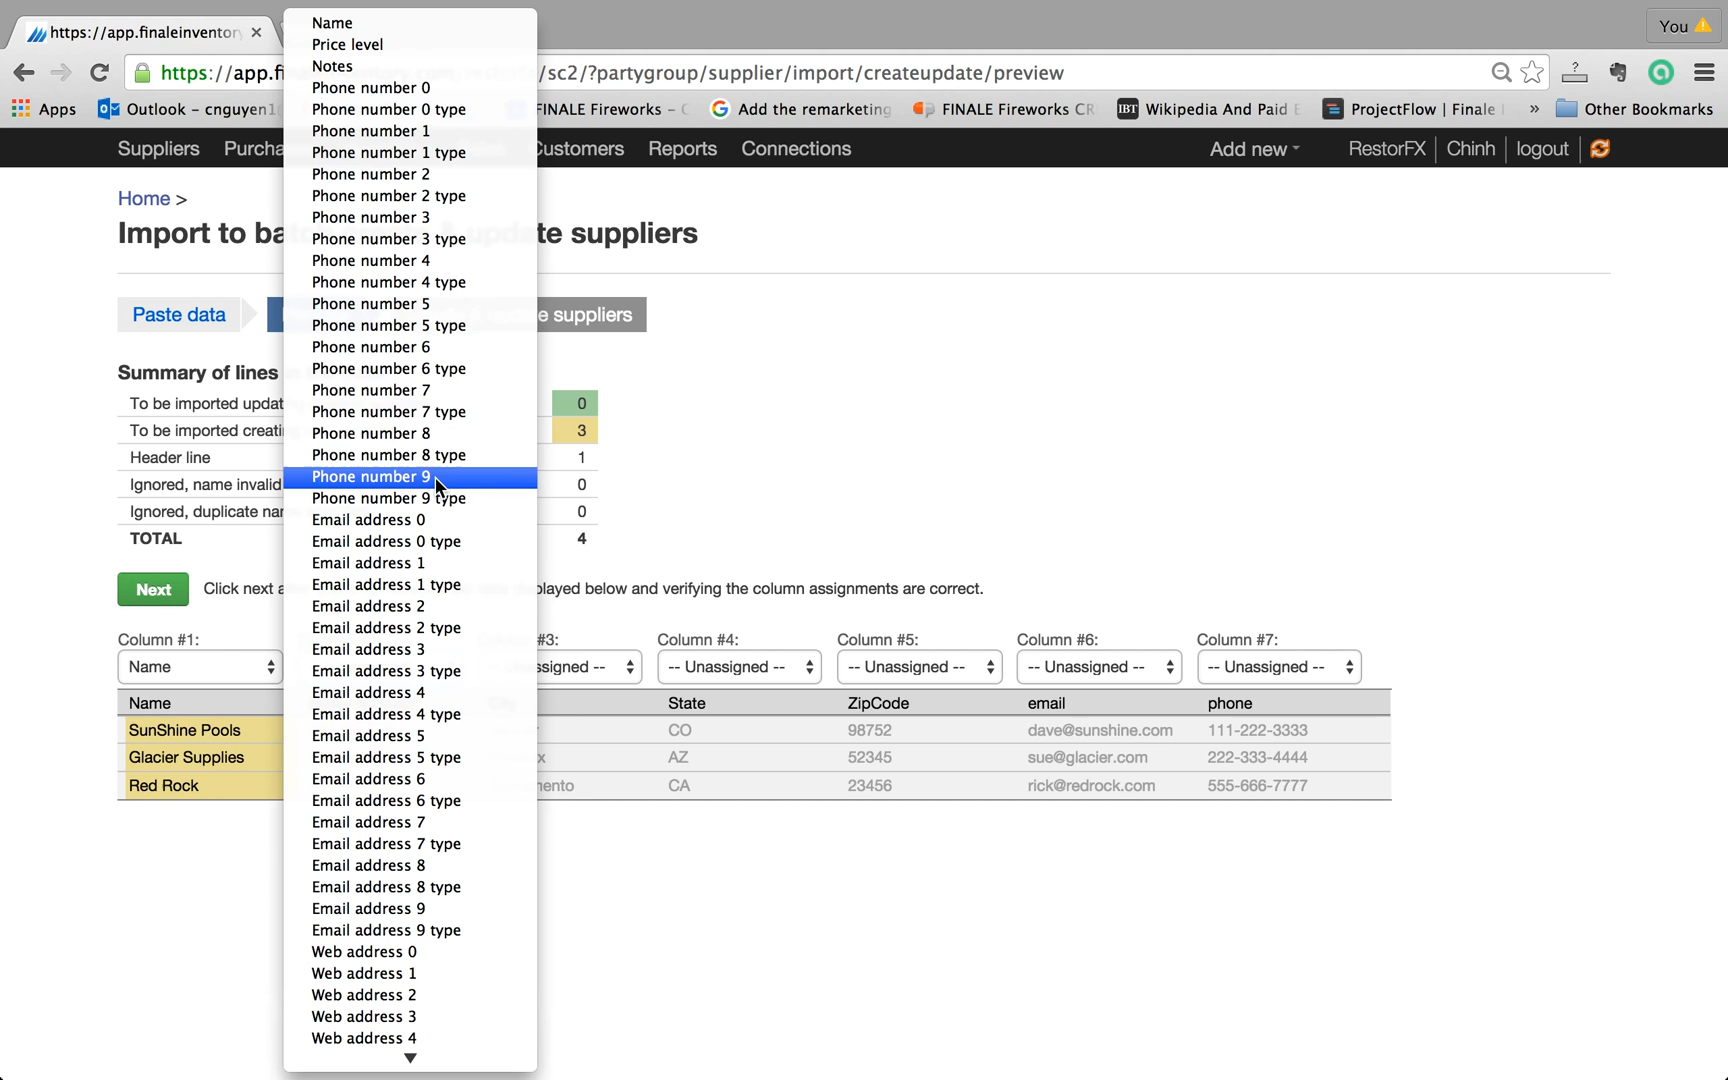 https://app.finaleinventor
You
https://app.fi /sc2/?partygroup/supplier/import/createupdate/preview
Apps Outlook – cnguyen1 FINALE Fireworks – Add the remarketing FINALE Fireworks CR IBT Wikipedia And Paid ProjectFlow | Finale » Other Bookmarks
Suppliers Purcha Customers Reports Connections Add new RestorFX Chinh logout
Home >
Import to ba te suppliers
Paste data e suppliers
Summary of lines
To be imported updat 0
To be imported creati 3
Header line 1
Ignored, name invalid 0
Ignored, duplicate nam 0
TOTAL 4
Next Click next a played below and verifying the column assignments are correct.
Column #1: #3: Column #4: Column #5: Column #6: Column #7:
Name ssigned -- -- Unassigned -- -- Unassigned -- -- Unassigned -- -- Unassigned --
Name State ZipCode email phone
SunShine Pools CO 98752 dave@sunshine.com 111-222-3333
Glacier Supplies x AZ 52345 sue@glacier.com 222-333-4444
Red Rock mento CA 23456 rick@redrock.com 555-666-7777
Name
Price level
Notes
Phone number 0
Phone number 0 type
Phone number 1
Phone number 1 type
Phone number 2
Phone number 2 type
Phone number 3
Phone number 3 type
Phone number 4
Phone number 4 type
Phone number 5
Phone number 5 type
Phone number 6
Phone number 6 type
Phone number 7
Phone number 7 type
Phone number 8
Phone number 8 type
Phone number 9
Phone number 9 type
Email address 0
Email address 0 type
Email address 1
Email address 1 type
Email address 2
Email address 2 type
Email address 3
Email address 3 type
Email address 4
Email address 4 type
Email address 5
Email address 5 type
Email address 6
Email address 6 type
Email address 7
Email address 7 type
Email address 8
Email address 8 type
Email address 9
Email address 9 type
Web address 0
Web address 1
Web address 2
Web address 3
Web address 4